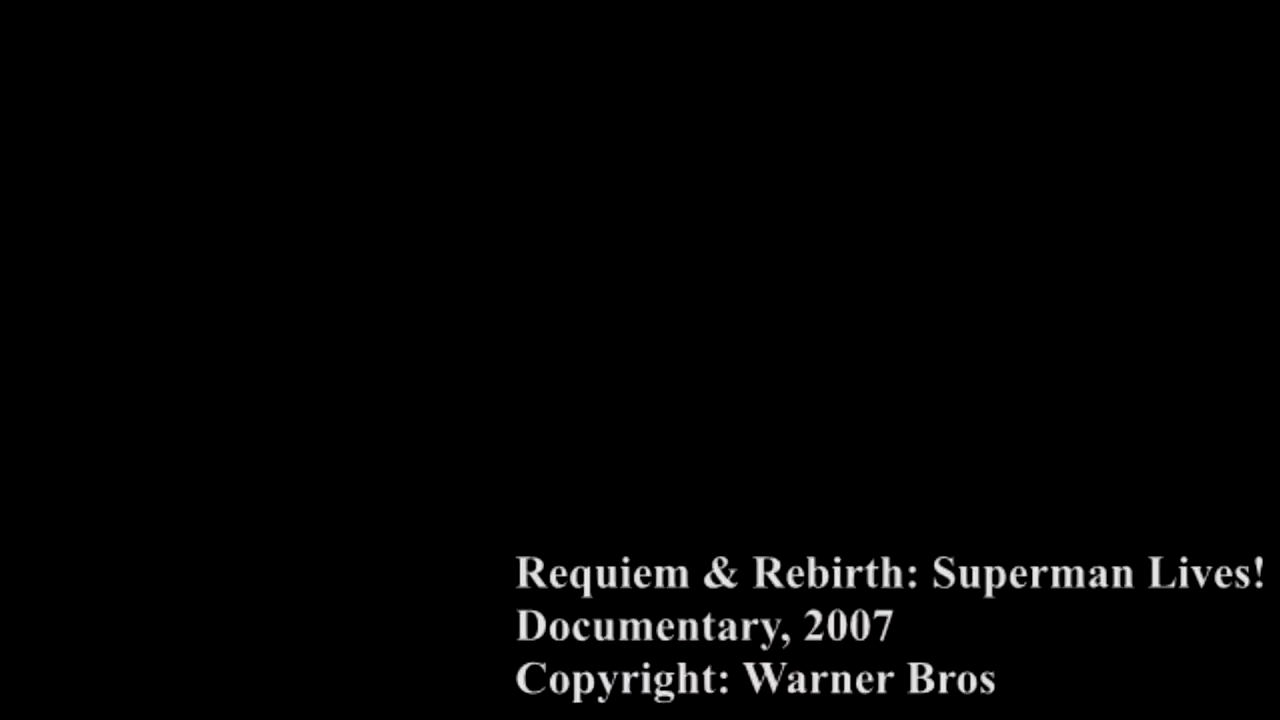 Requiem & Rebirth: Superman Lives!
Documentary, 2007
Copyright: Warner Bros